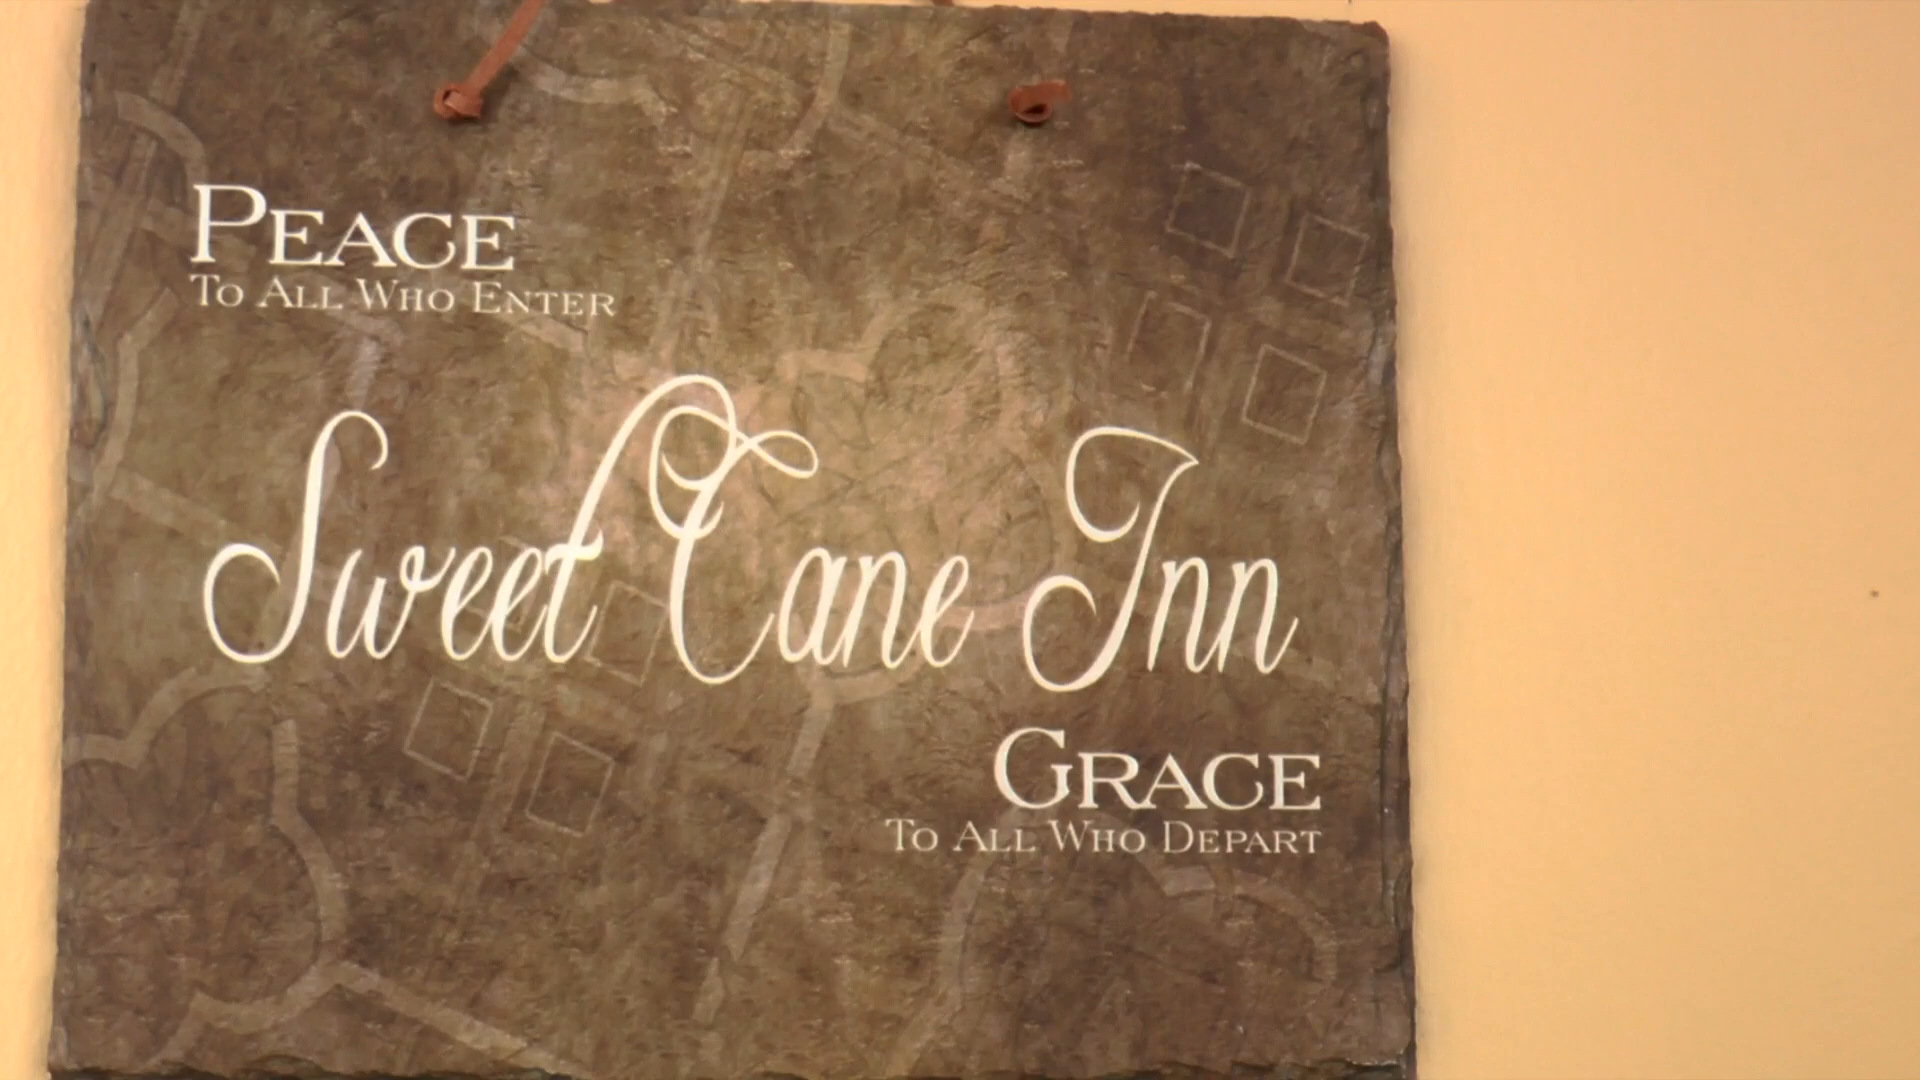 PEACE
TO ALL WHO ENTER
Sweet Cane Inn
GRACE
TO ALL WHO DEPART